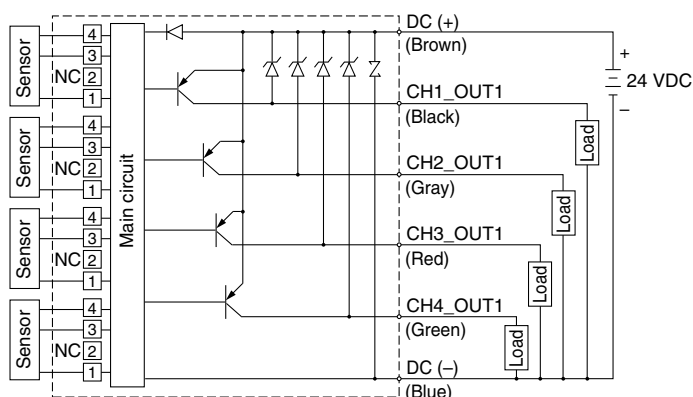 Sensor
4
3
NC 2
1
Sensor
4
3
NC 2
1
Sensor
4
3
NC 2
1
Sensor
4
3
NC 2
1
Main circuit
DC (+)
(Brown)
CH1_OUT1
(Black)
CH2_OUT1
(Gray)
CH3_OUT1
(Red)
CH4_OUT1
(Green)
DC (–)
(Blue)
Load
Load
Load
Load
+
24 VDC
–